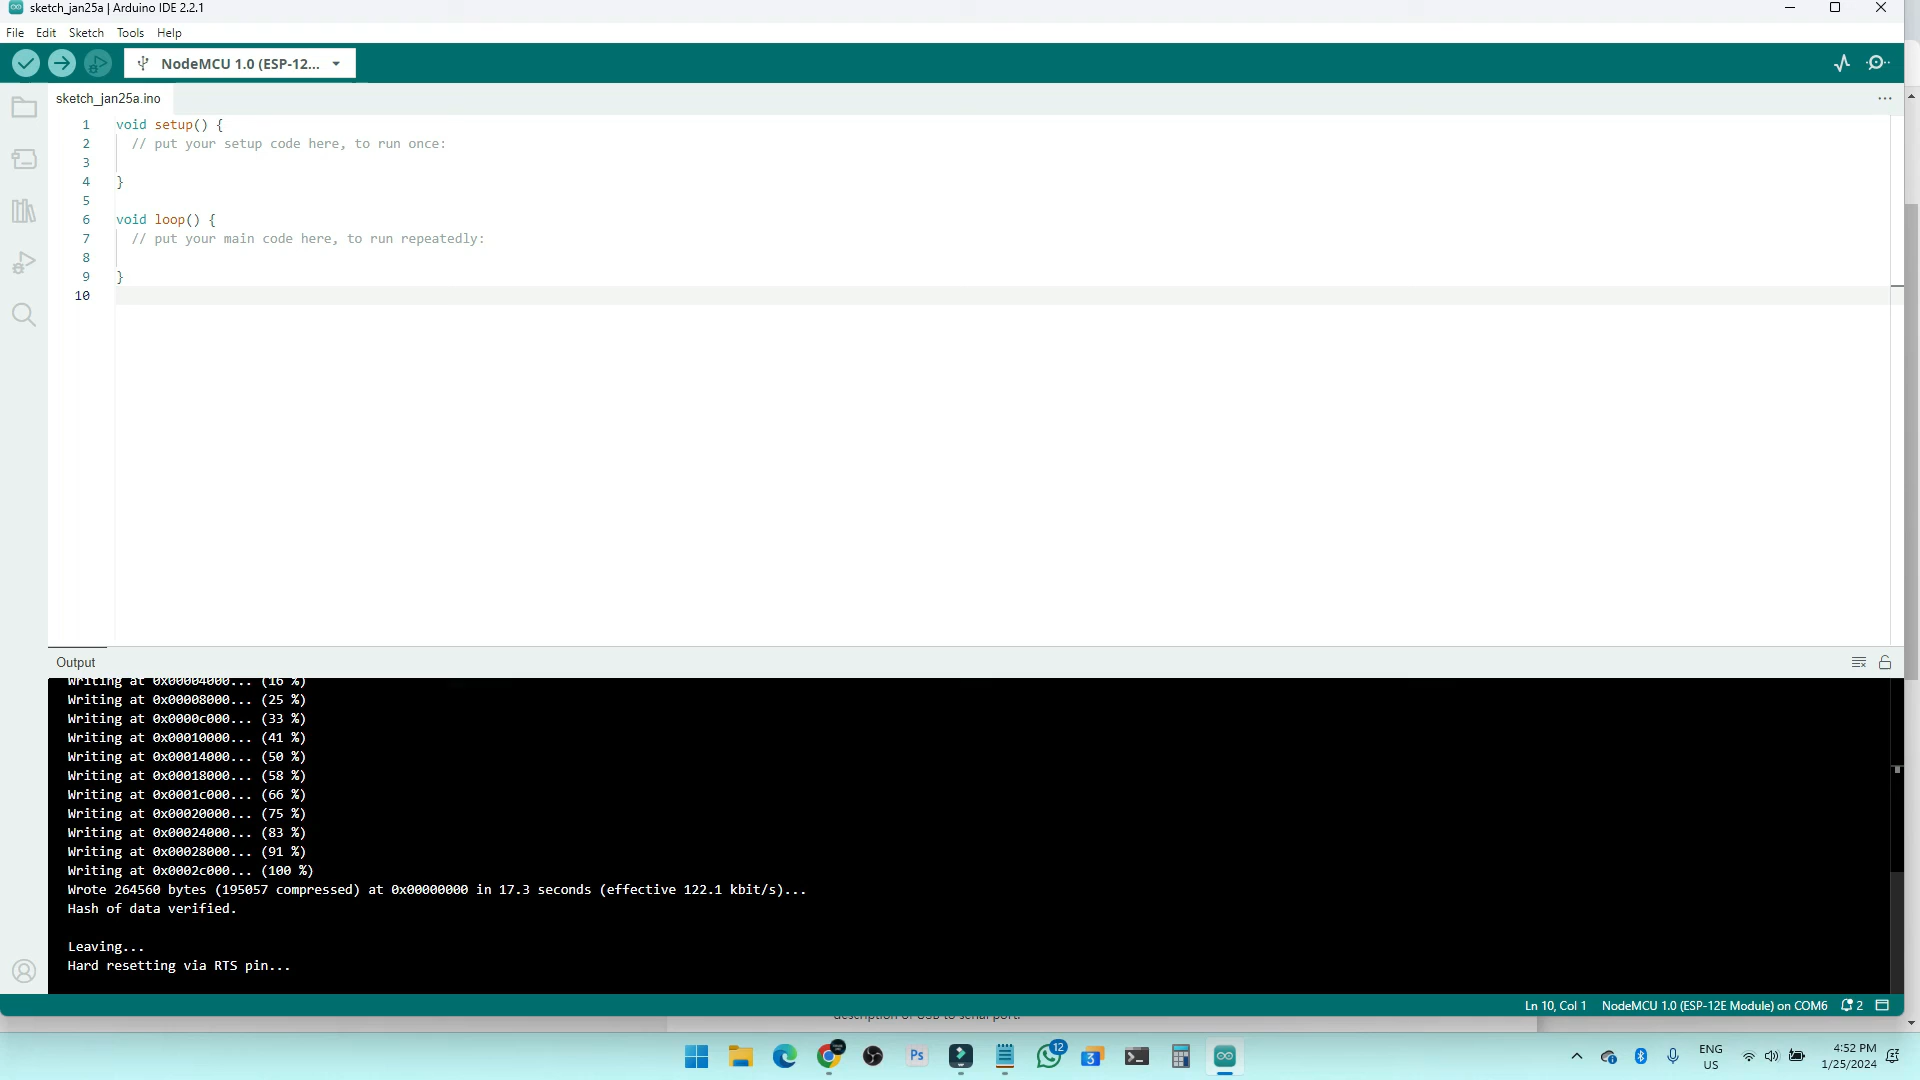 sketch_jan25a | Arduino IDE 2.2.1
File Edit Sketch Tools Help
NodeMCU 1.0 (ESP-12...
sketch_jan25a.ino
1 void setup() {
2 // put your setup code here, to run once:
3
4 }
5
6 void loop() {
7 // put your main code here, to run repeatedly:
8
9 }
10
Output
Writing at 0x00004000... (16 %)
Writing at 0x00008000... (25 %)
Writing at 0x0000c000... (33 %)
Writing at 0x00010000... (41 %)
Writing at 0x00014000... (50 %)
Writing at 0x00018000... (58 %)
Writing at 0x0001c000... (66 %)
Writing at 0x00020000... (75 %)
Writing at 0x00024000... (83 %)
Writing at 0x00028000... (91 %)
Writing at 0x0002c000... (100 %)
Wrote 264560 bytes (195057 compressed) at 0x00000000 in 17.3 seconds (effective 122.1 kbit/s)...
Hash of data verified.
Leaving...
Hard resetting via RTS pin...
Ln 10, Col 1 NodeMCU 1.0 (ESP-12E Module) on COM6 2
description of USB to serial port.
Ps 12 3
ENG
US
4:52 PM
1/25/2024